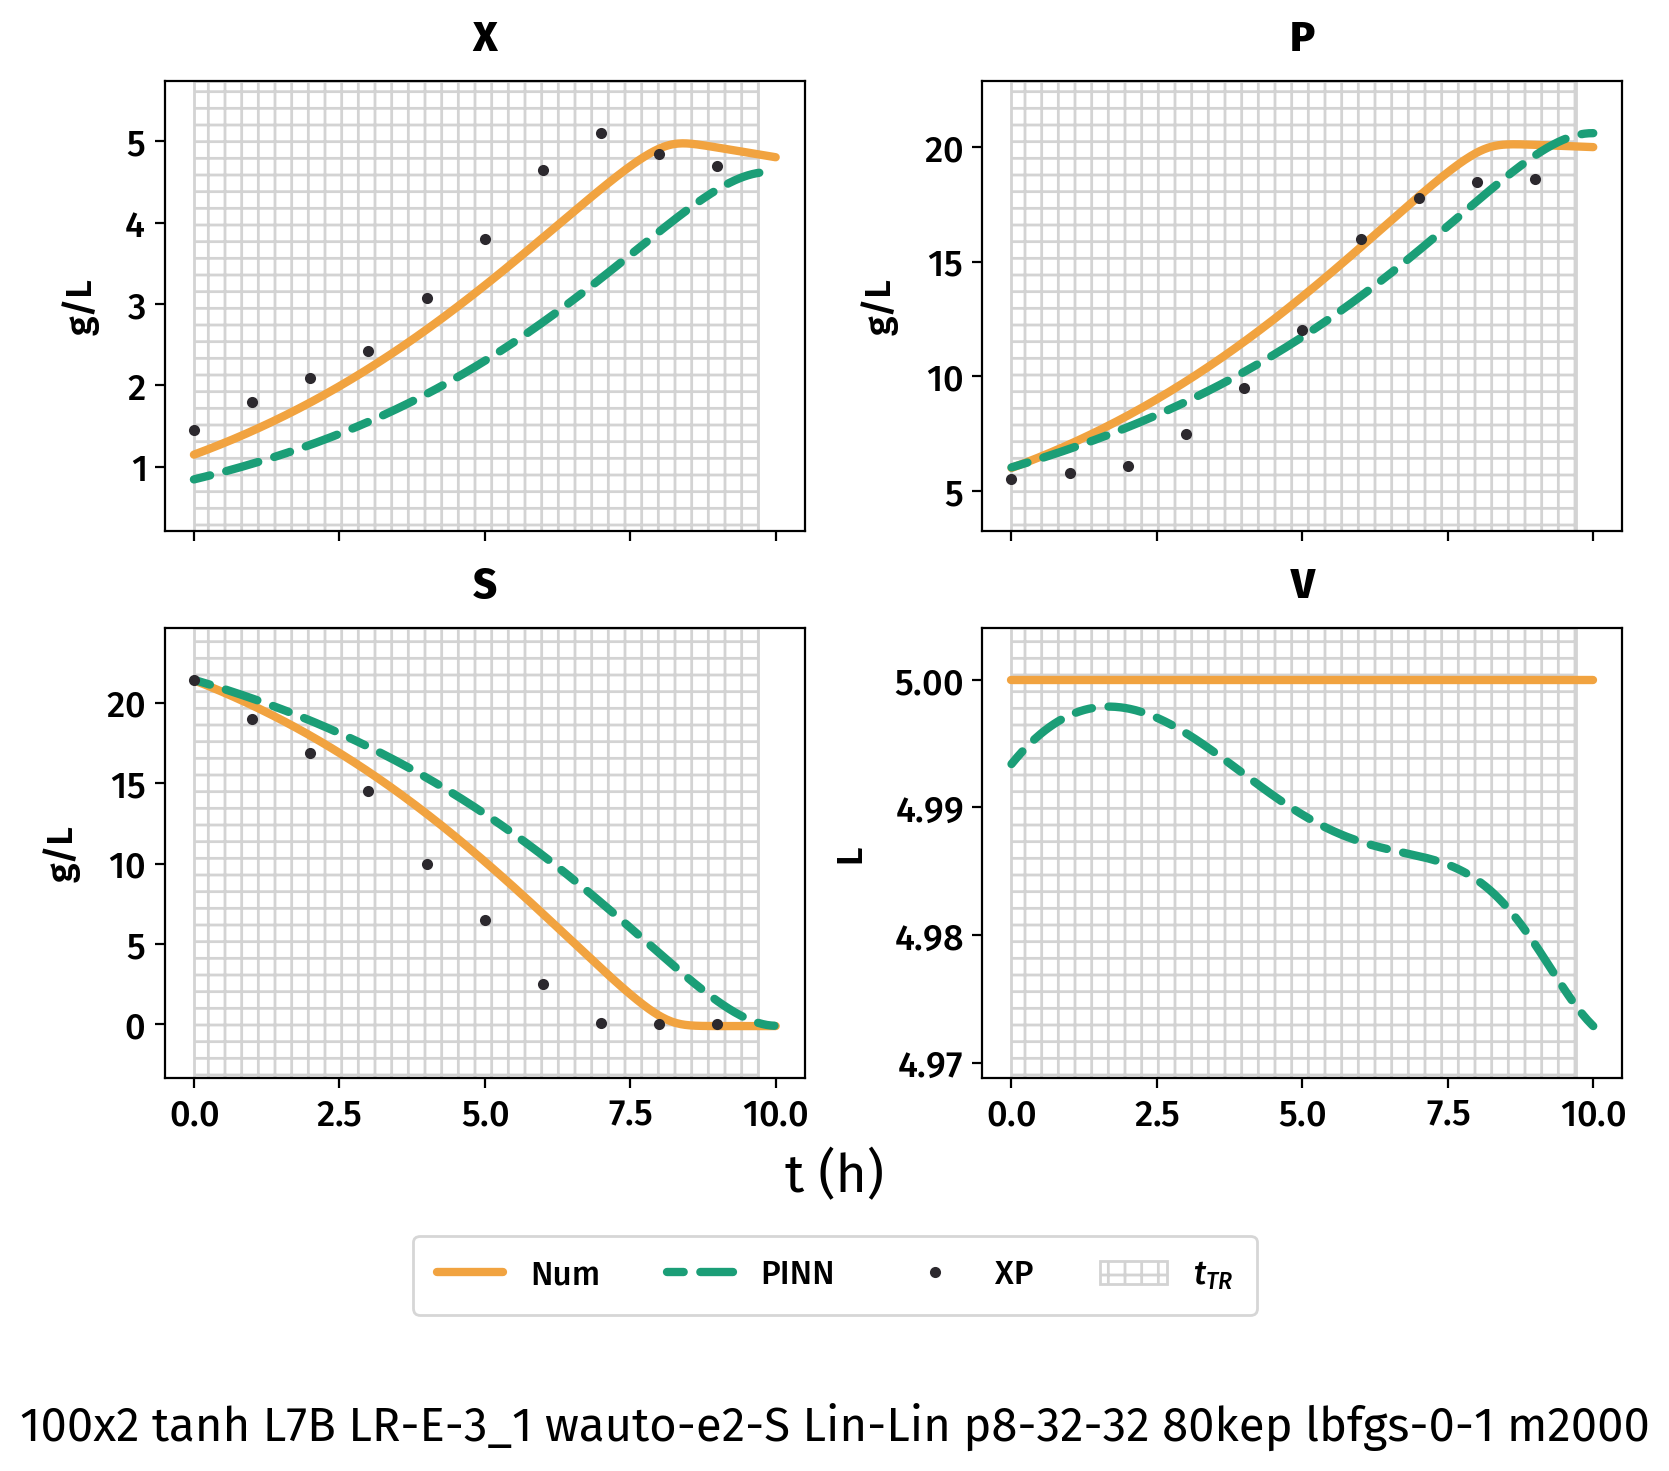 X
P
5
4
3
2
1
g/L
20
15
10
5
g/L
S
V
20
15
10
5
0
g/L
5.00
4.99
4.98
4.97
L
0.0 2.5 5.0 7.5 10.0
0.0 2.5 5.0 7.5 10.0
t (h)
Num PINN XP tTR
100x2 tanh L7B LR-E-3_1 wauto-e2-S Lin-Lin p8-32-32 80kep lbfgs-0-1 m2000